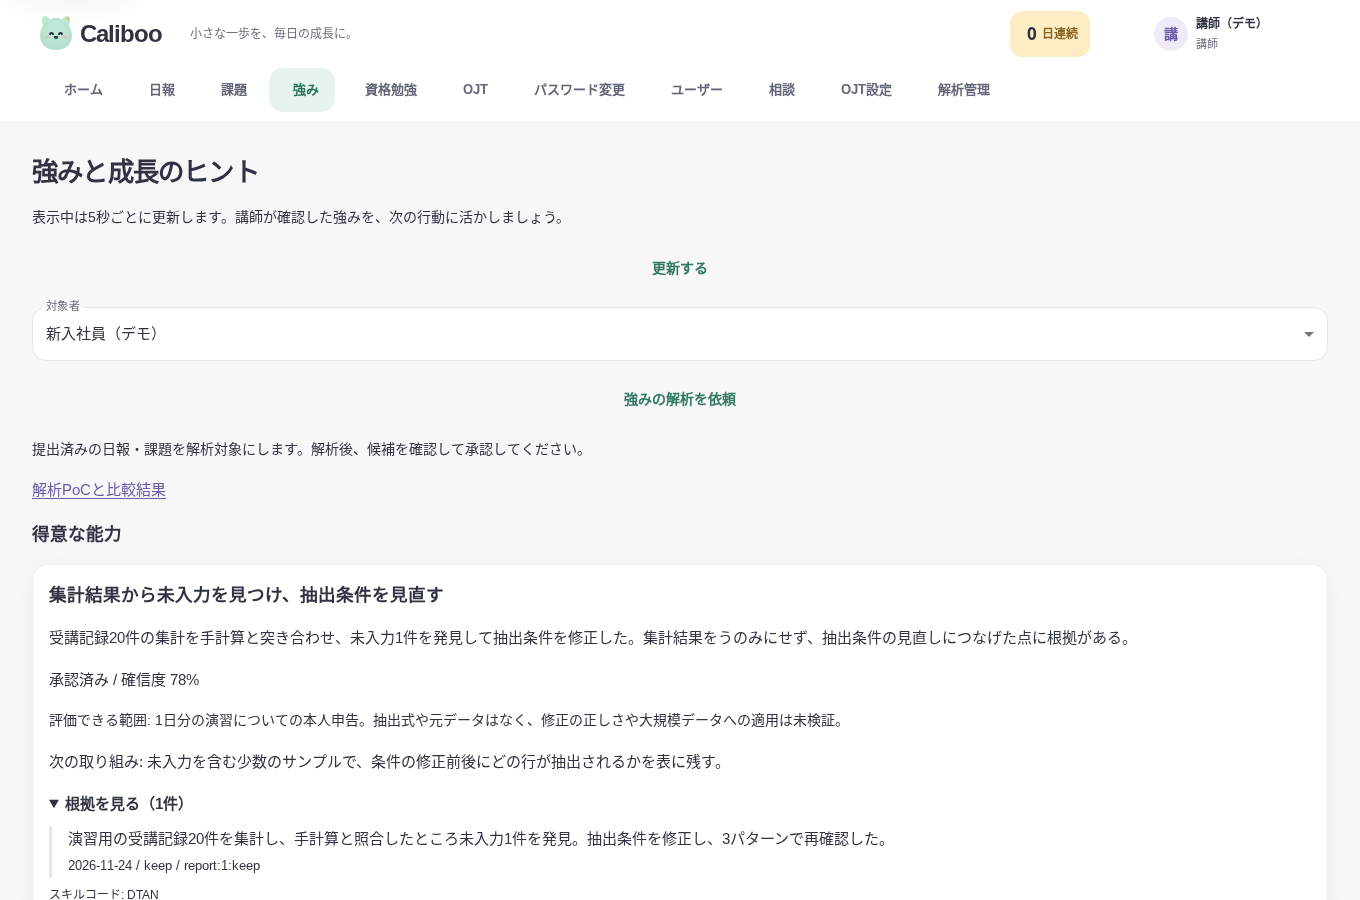 Caliboo
小さな一歩を、毎日の成長に。
0 日連続
講
講師（デモ）
講師
ホーム
日報
課題
強み
資格勉強
OJT
パスワード変更
ユーザー
相談
OJT設定
解析管理
強みと成長のヒント
表示中は5秒ごとに更新します。講師が確認した強みを、次の行動に活かしましょう。
更新する
対象者
新入社員（デモ）
強みの解析を依頼
提出済みの日報・課題を解析対象にします。解析後、候補を確認して承認してください。
解析PoCと比較結果
得意な能力
集計結果から未入力を見つけ、抽出条件を見直す
受講記録20件の集計を手計算と突き合わせ、未入力1件を発見して抽出条件を修正した。集計結果をうのみにせず、抽出条件の見直しにつなげた点に根拠がある。
承認済み / 確信度 78%
評価できる範囲: 1日分の演習についての本人申告。抽出式や元データはなく、修正の正しさや大規模データへの適用は未検証。
次の取り組み: 未入力を含む少数のサンプルで、条件の修正前後にどの行が抽出されるかを表に残す。
▼ 根拠を見る（1件）
演習用の受講記録20件を集計し、手計算と照合したところ未入力1件を発見。抽出条件を修正し、3パターンで再確認した。
2026-11-24 / keep / report:1:keep
スキルコード: DTAN